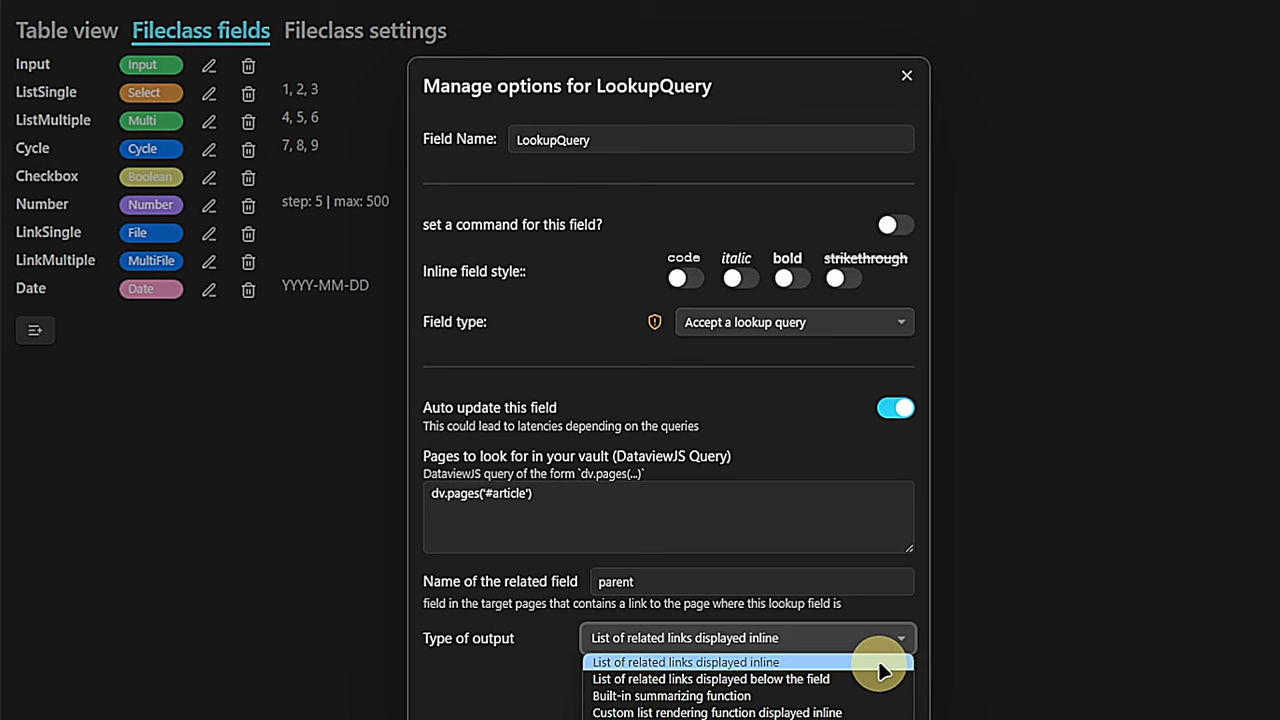 Table view Fileclass fields Fileclass settings
Input Input
ListSingle Select 1, 2, 3
ListMultiple Multi 4, 5, 6
Cycle Cycle 7, 8, 9
Checkbox Boolean
Number Number step: 5 | max: 500
LinkSingle File
LinkMultiple MultiFile
Date Date YYYY-MM-DD
Manage options for LookupQuery
Field Name: LookupQuery
set a command for this field?
code italic bold strikethrough
Inline field style::
Field type: Accept a lookup query
Auto update this field
This could lead to latencies depending on the queries
Pages to look for in your vault (DataviewJS Query)
DataviewJS query of the form `dv.pages(...)`
dv.pages('#article')
Name of the related field parent
field in the target pages that contains a link to the page where this lookup field is
Type of output List of related links displayed inline
List of related links displayed inline
List of related links displayed below the field
Built-in summarizing function
Custom list rendering function displayed inline